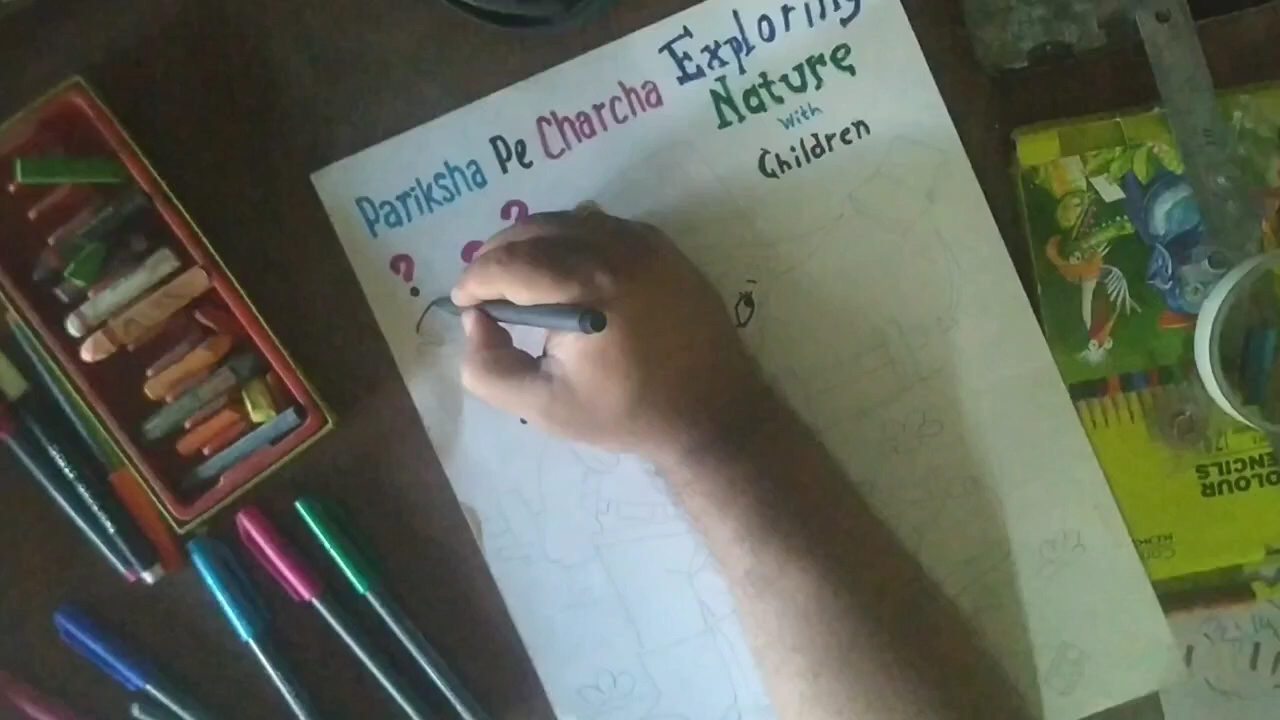 Pariksha Pe Charcha Exploring
Nature
With
Children
? ? ?
COLOUR
PENCILS